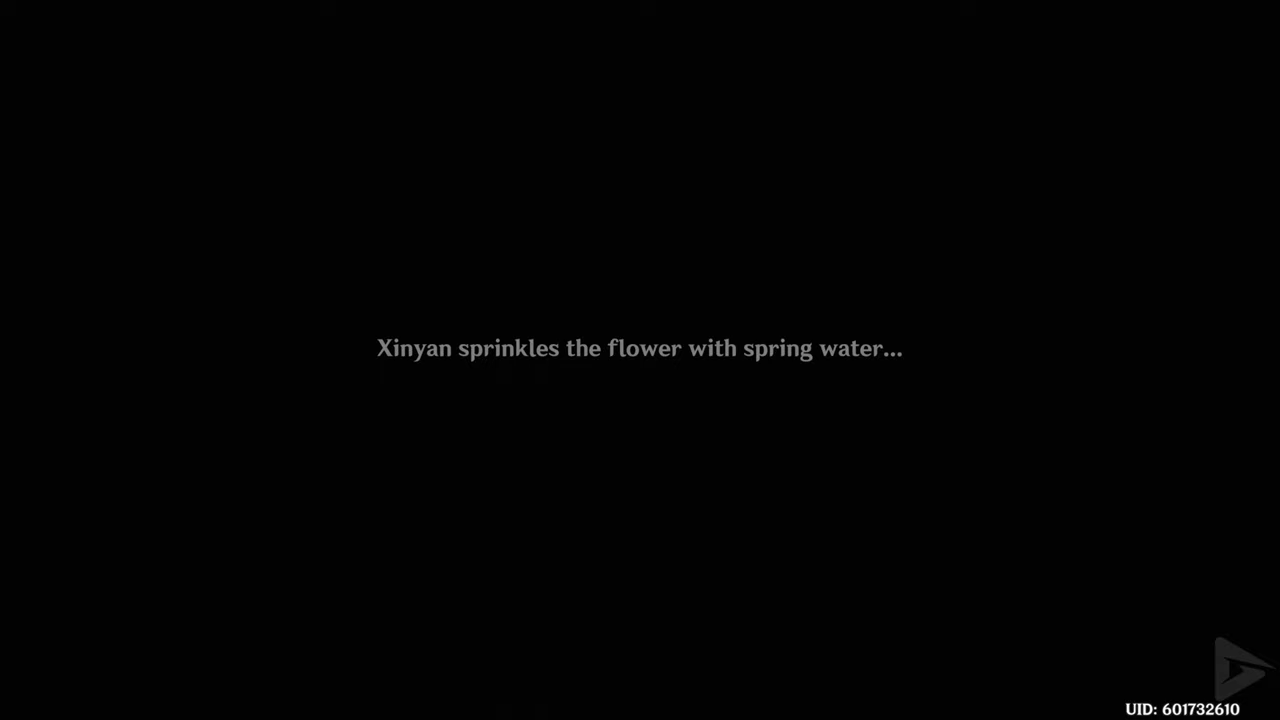 Xinyan sprinkles the flower with spring water...
UID: 601732610